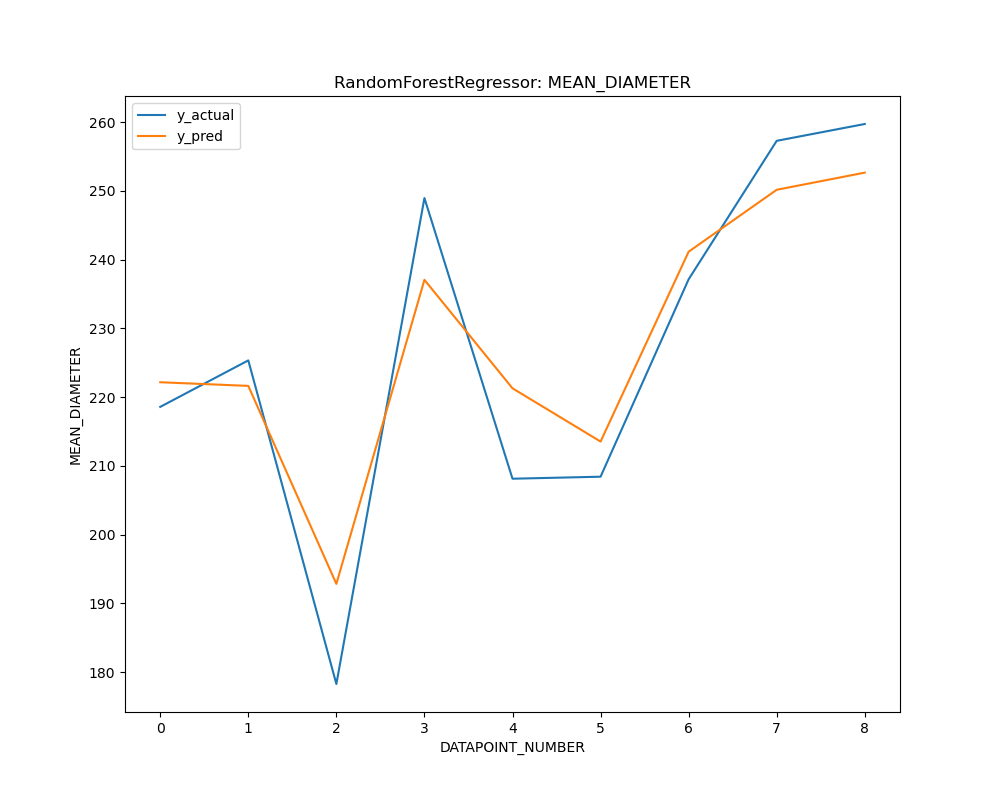 RandomForestRegressor: MEAN_DIAMETER
y_actual
y_pred
260
250
240
230
220
210
200
190
180
MEAN_DIAMETER
0 1 2 3 4 5 6 7 8
DATAPOINT_NUMBER